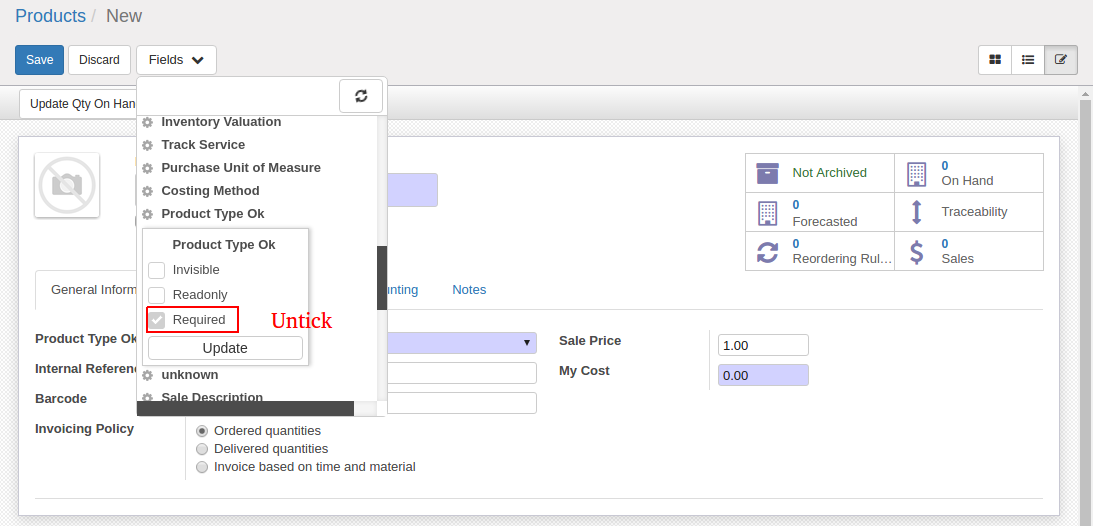 Products / New
Save Discard Fields
Update Qty On Han
Inventory Valuation
Track Service
Purchase Unit of Measure
Costing Method
Product Type Ok
Product Type Ok
Invisible
Readonly
Required
Untick
Update
unknown
Sale Description
Not Archived
0
On Hand
0
Forecasted
Traceability
0
Reordering Rul...
0
Sales
General Inform
unting
Notes
Product Type Ok
Internal Referenc
Barcode
Invoicing Policy
Ordered quantities
Delivered quantities
Invoice based on time and material
Sale Price
1.00
My Cost
0.00